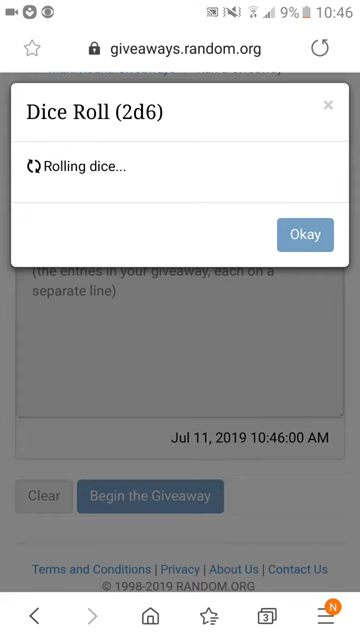 9% 10:46
giveaways.random.org
Dice Roll (2d6)
×
Rolling dice...
Okay
(the entries in your giveaway, each on a
separate line)
Jul 11, 2019 10:46:00 AM
Clear
Begin the Giveaway
Terms and Conditions | Privacy | About Us | Contact Us
© 1998-2019 RANDOM.ORG
3
N